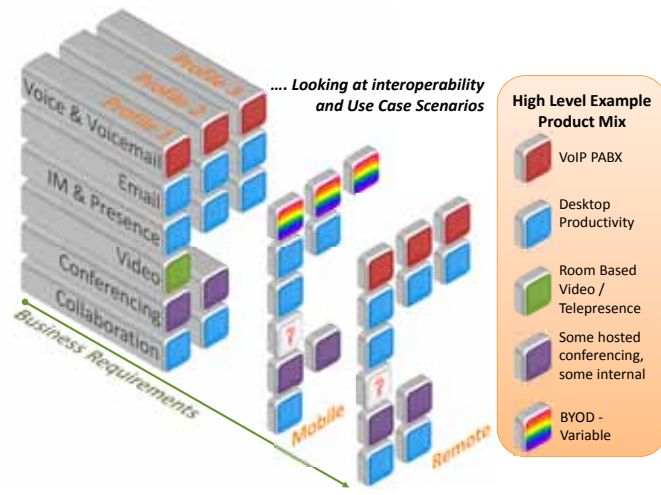 Profile 3
Profile 2
Profile 1
Voice & Voicemail
Email
IM & Presence
Video
Conferencing
Collaboration
Business Requirements
.... Looking at interoperability
and Use Case Scenarios
?
Mobile
?
Remote
High Level Example
Product Mix
VoIP PABX
Desktop
Productivity
Room Based
Video /
Telepresence
Some hosted
conferencing,
some internal
BYOD -
Variable